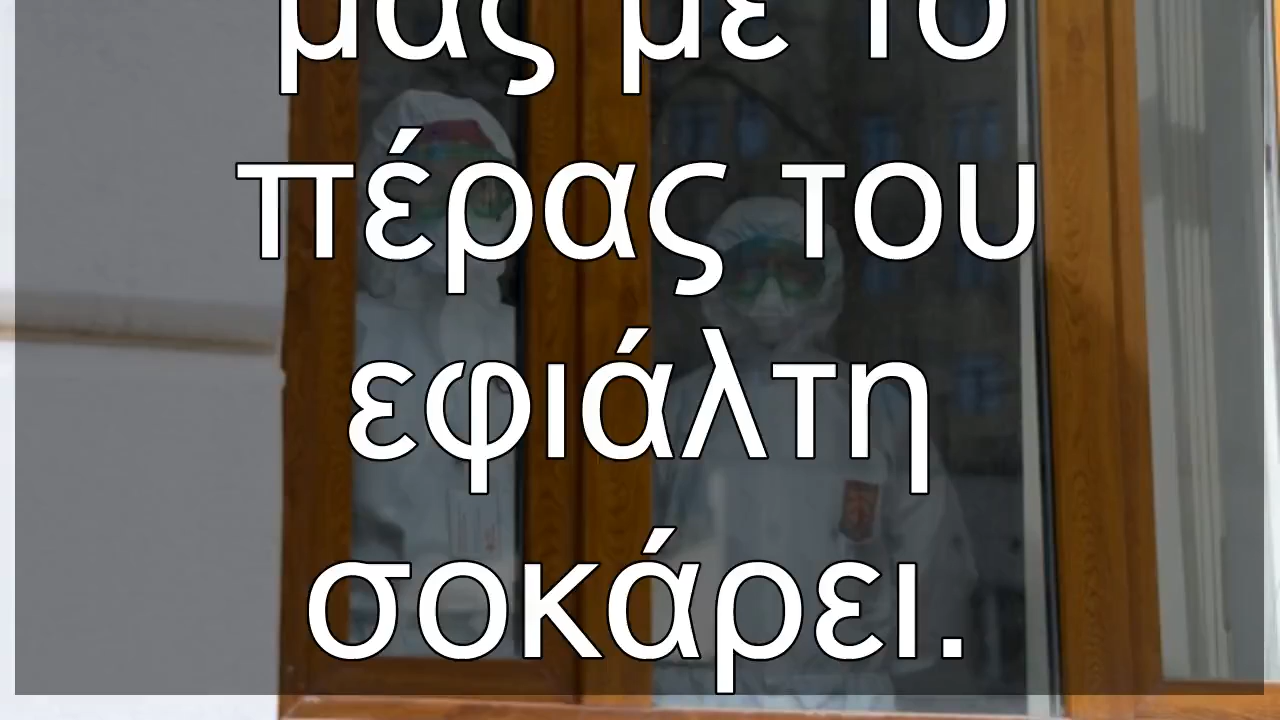 μας με το
πέρας του
εφιάλτη
σοκάρει.